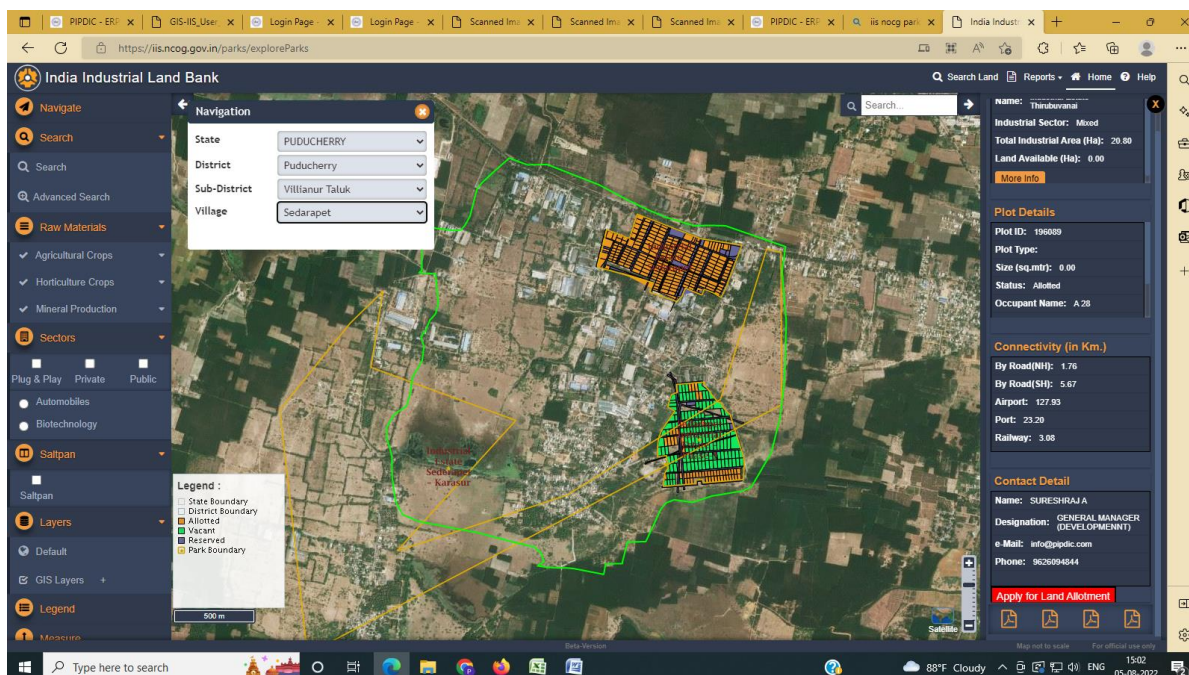 PIPDIC - ERP
GIS-IIS_User
Login Page -
Login Page -
Scanned Ima
Scanned Ima
Scanned Ima
PIPDIC - ERP
iis nocg park
India Industr
https://iis.ncog.gov.in/parks/exploreParks
India Industrial Land Bank
Search Land
Reports
Home
Help
Navigate
Search
Search
Advanced Search
Raw Materials
Agricultural Crops
Horticulture Crops
Mineral Production
Sectors
Plug & Play Private Public
Automobiles
Biotechnology
Saltpan
Saltpan
Layers
Default
GIS Layers +
Legend
Measure
Navigation
State PUDUCHERRY
District Puducherry
Sub-District Villianur Taluk
Village Sedarapet
Search...
Industrial
Estate
Sedarapet
- Karasur
Legend :
State Boundary
District Boundary
Allotted
Vacant
Reserved
Park Boundary
500 m
Satellite
Name:
Thirubuvanai
Industrial Sector: Mixed
Total Industrial Area (Ha): 20.80
Land Available (Ha): 0.00
More Info
Plot Details
Plot ID: 196089
Plot Type:
Size (sq.mtr): 0.00
Status: Allotted
Occupant Name: A 28
Connectivity (in Km.)
By Road(NH): 1.76
By Road(SH): 5.67
Airport: 127.93
Port: 23.20
Railway: 3.08
Contact Detail
Name: SURESHRAJ A
Designation: GENERAL MANAGER
(DEVELOPMENNT)
e-Mail: info@pipdic.com
Phone: 9626094844
Apply for Land Allotment
Beta-Version
Map not to scale
For official use only
Type here to search
88°F Cloudy
ENG
15:02
05-08-2022